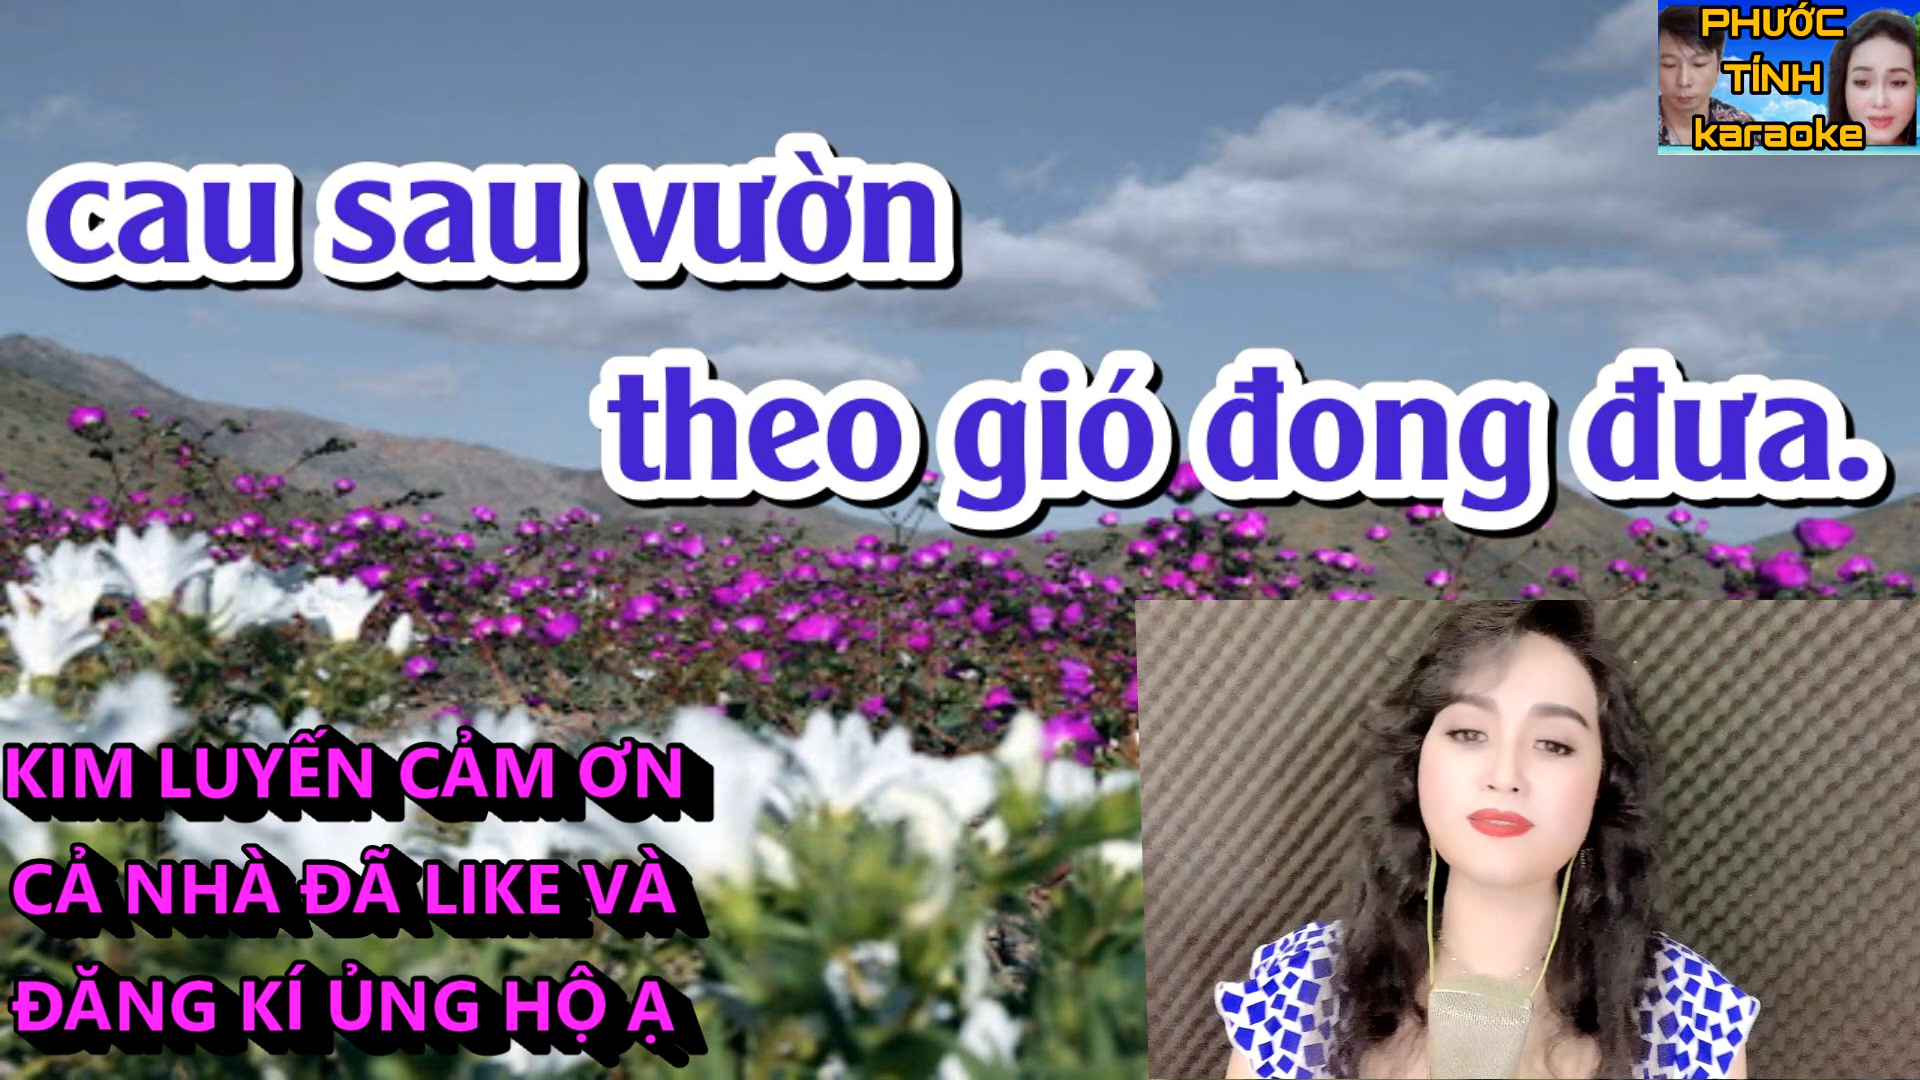 PHƯỚC
TÍNH
karaoke
cau sau vườn
theo gió đong đưa.
KIM LUYẾN CẢM ƠN
CẢ NHÀ ĐÃ LIKE VÀ
ĐĂNG KÍ ỦNG HỘ Ạ